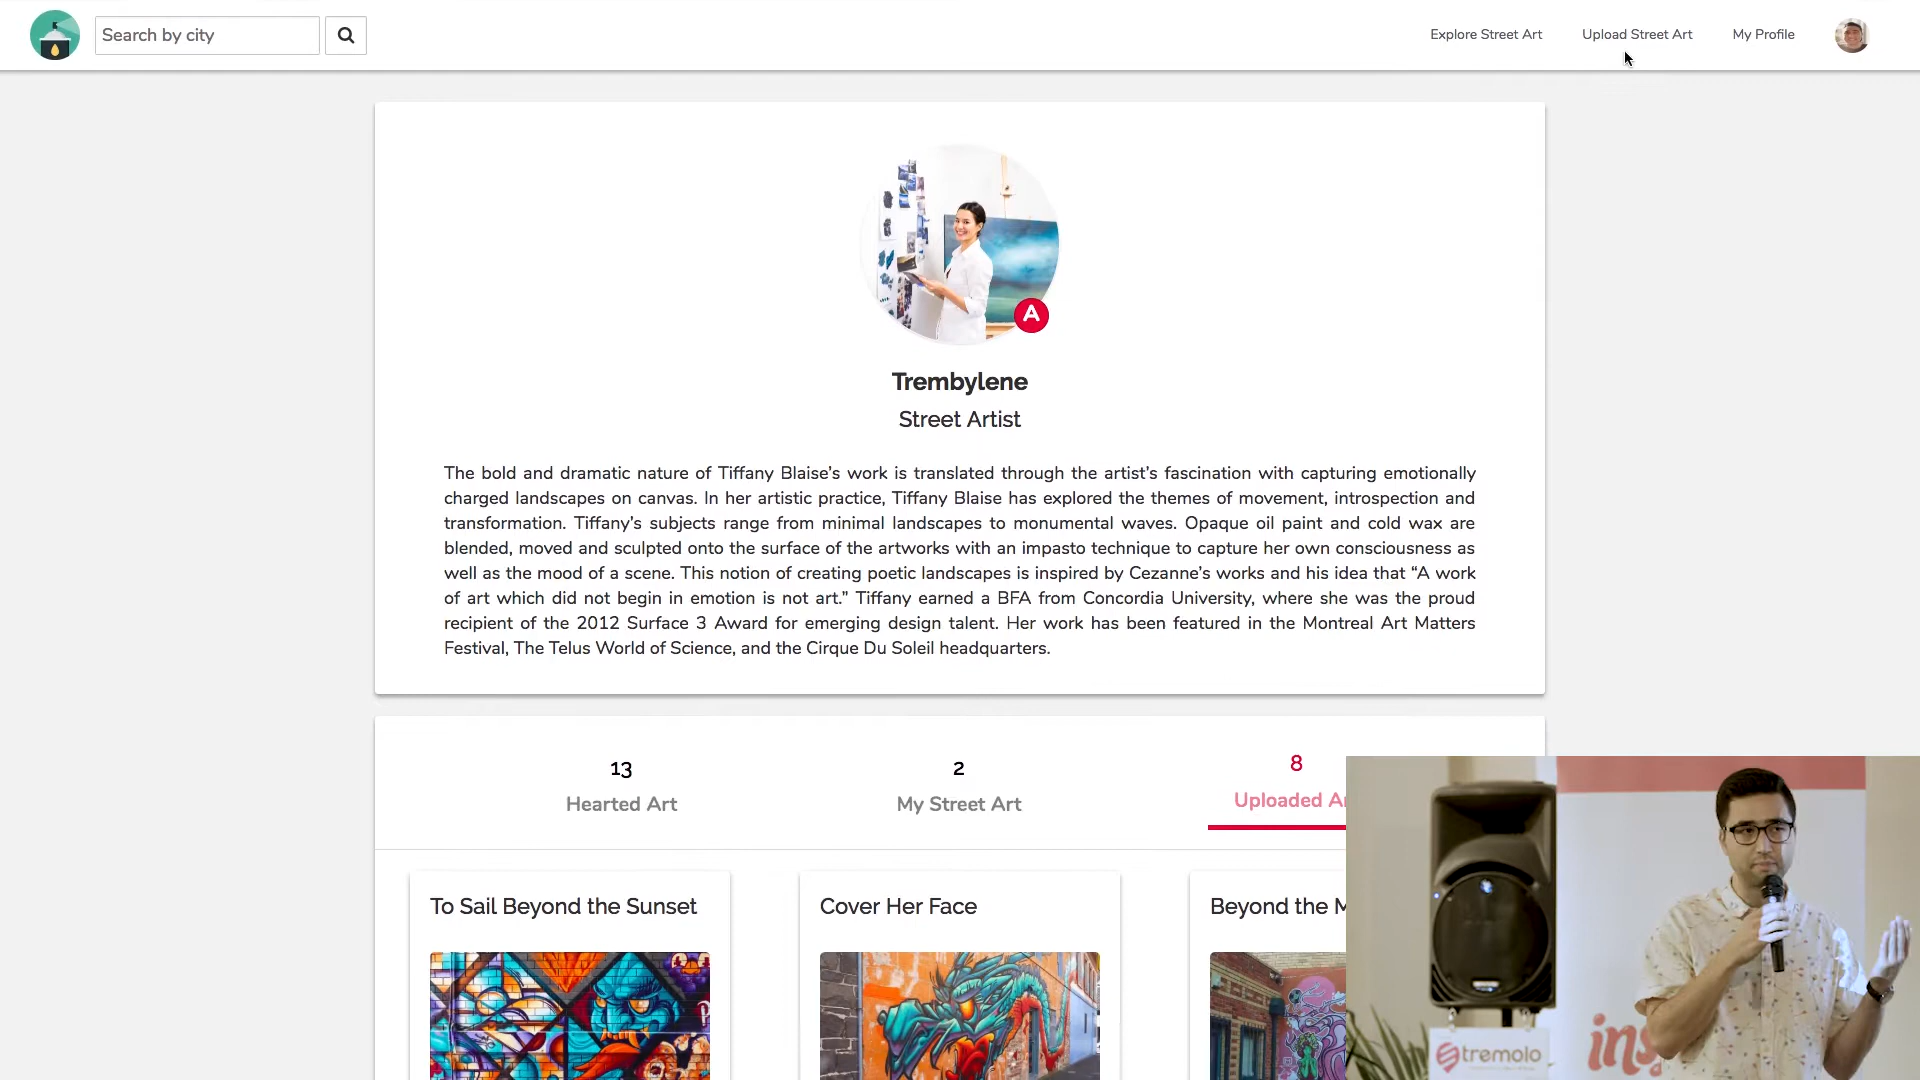 Search by city
Explore Street Art
Upload Street Art
My Profile
A
Trembylene
Street Artist
The bold and dramatic nature of Tiffany Blaise’s work is translated through the artist’s fascination with capturing emotionally
charged landscapes on canvas. In her artistic practice, Tiffany Blaise has explored the themes of movement, introspection and
transformation. Tiffany’s subjects range from minimal landscapes to monumental waves. Opaque oil paint and cold wax are
blended, moved and sculpted onto the surface of the artworks with an impasto technique to capture her own consciousness as
well as the mood of a scene. This notion of creating poetic landscapes is inspired by Cezanne’s works and his idea that “A work
of art which did not begin in emotion is not art.” Tiffany earned a BFA from Concordia University, where she was the proud
recipient of the 2012 Surface 3 Award for emerging design talent. Her work has been featured in the Montreal Art Matters
Festival, The Telus World of Science, and the Cirque Du Soleil headquarters.
13
Hearted Art
2
My Street Art
8
Uploaded A
To Sail Beyond the Sunset
Cover Her Face
Beyond the M
tremolo
ins